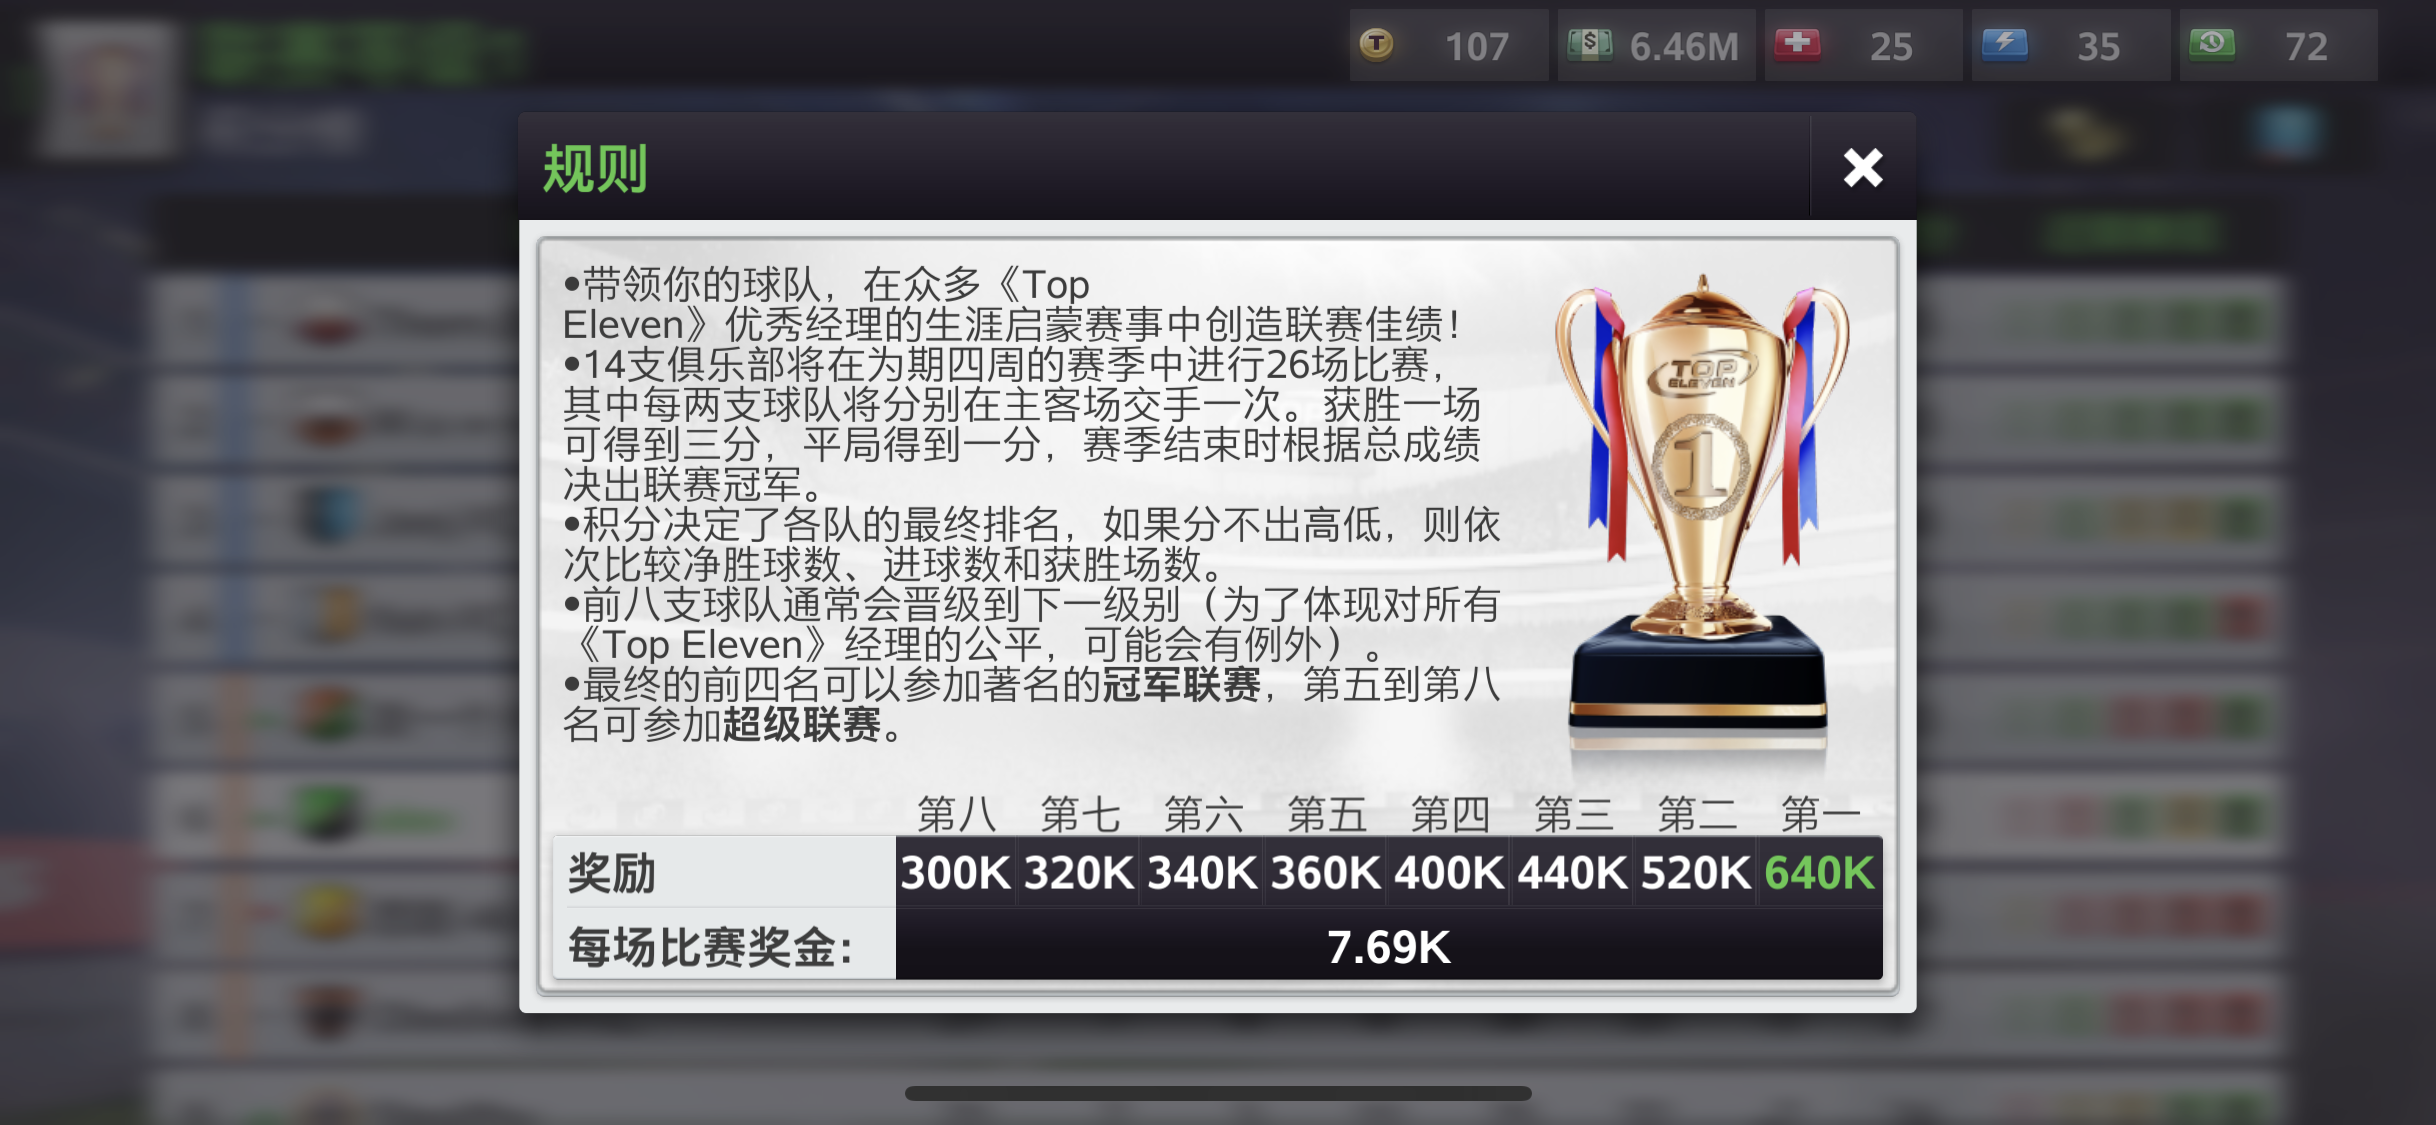 107 6.46M 25 35 72
规则
•带领你的球队，在众多《Top
Eleven》优秀经理的生涯启蒙赛事中创造联赛佳绩！
•14支俱乐部将在为期四周的赛季中进行26场比赛，
其中每两支球队将分别在主客场交手一次。获胜一场
可得到三分，平局得到一分，赛季结束时根据总成绩
决出联赛冠军。
•积分决定了各队的最终排名，如果分不出高低，则依
次比较净胜球数、进球数和获胜场数。
•前八支球队通常会晋级到下一级别（为了体现对所有
《Top Eleven》经理的公平，可能会有例外）。
•最终的前四名可以参加著名的冠军联赛，第五到第八
名可参加超级联赛。
TOP
ELEVEN
1
第八 第七 第六 第五 第四 第三 第二 第一
奖励 300K 320K 340K 360K 400K 440K 520K 640K
每场比赛奖金: 7.69K